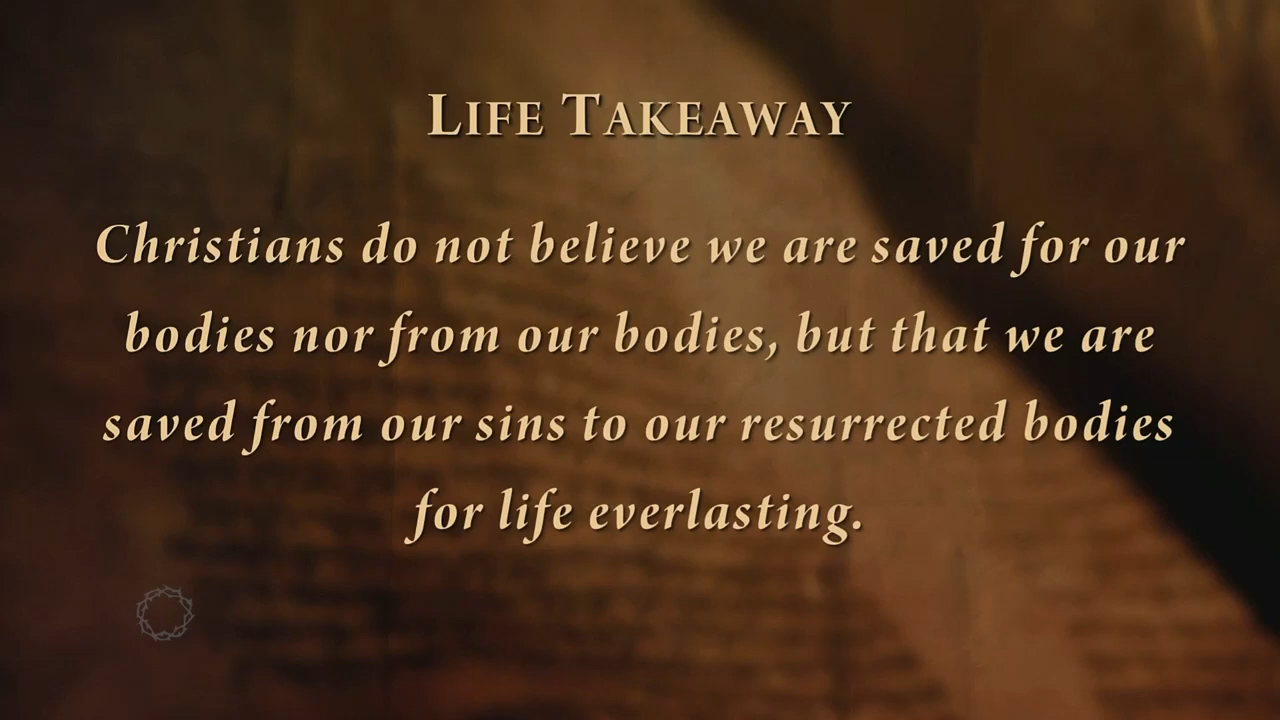 Life Takeaway
Christians do not believe we are saved for our
bodies nor from our bodies, but that we are
saved from our sins to our resurrected bodies
for life everlasting.